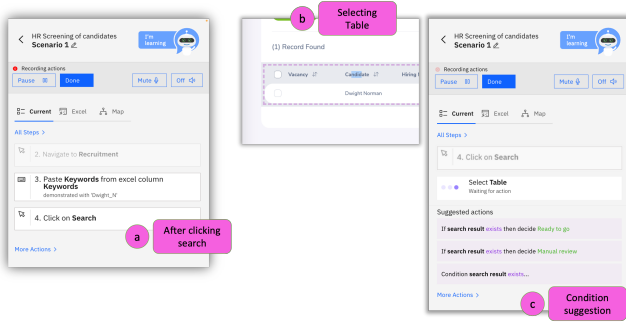 HR Screening of candidates
Scenario 1
I'm
learning
Recording actions
Pause
Done
Mute
Off
Current
Excel
Map
All Steps >
2. Navigate to Recruitment
3. Paste Keywords from excel column
Keywords
demonstrated with 'Dwight_N'
4. Click on Search
More Actions >
a
After clicking
search
b
Selecting
Table
(1) Record Found
Vacancy
Candidate
Hiring
Dwight Norman
HR Screening of candidates
Scenario 1
I'm
learning
Recording actions
Pause
Done
Mute
Off
Current
Excel
Map
All Steps >
4. Click on Search
Select Table
Waiting for action
Suggested actions
If search result exists then decide Ready to go
If search result exists then decide Manual review
Condition search result exists...
More Actions >
c
Condition
suggestion